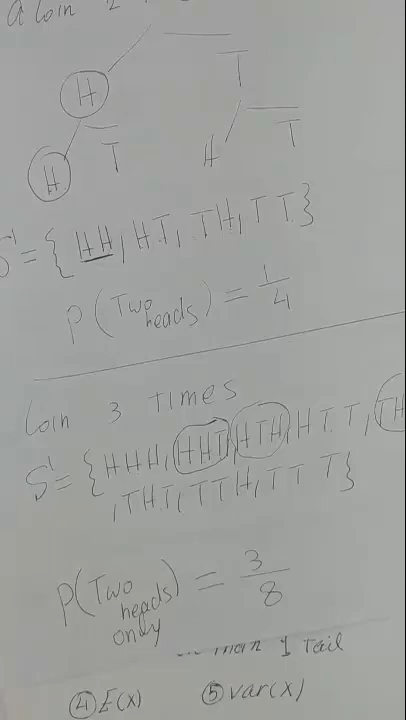 a Coin 2
H T
H T H T
S = { HH, HT, TH, TT }
P(Two heads) = 1/4
Coin 3 times
S = { HHH, HHT, HTH, HTT, TH
, THT, TTH, TTT }
P(Two heads only) = 3/8
than 1 Tail
④ E(x) ⑤ var(x)